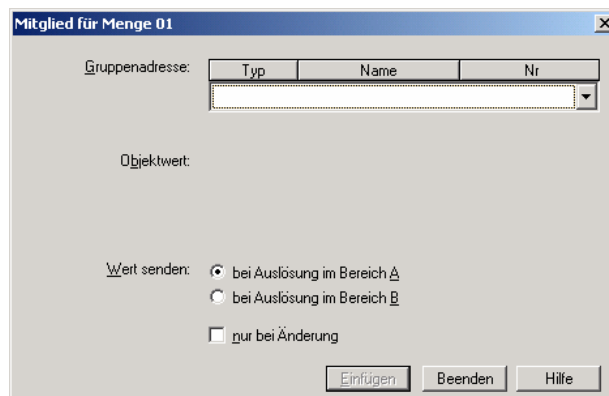 Mitglied für Menge 01
Gruppenadresse: Typ Name Nr
Objektwert:
Wert senden: bei Auslösung im Bereich A
bei Auslösung im Bereich B
nur bei Änderung
Einfügen Beenden Hilfe